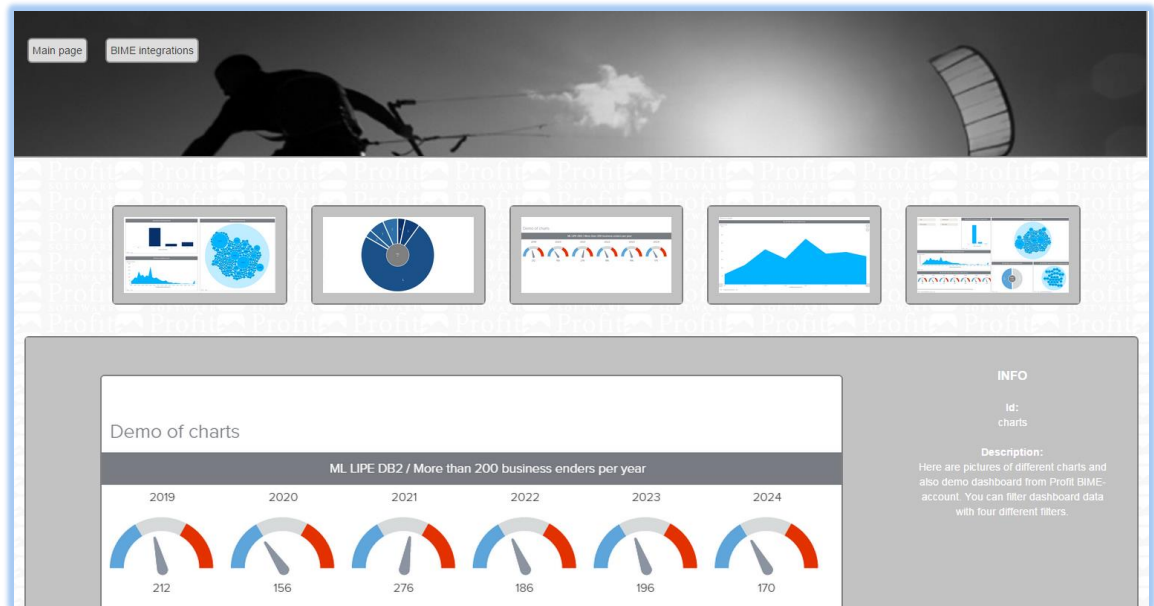 Main page
BIME integrations
Demo of charts
ML LIPE DB2 / More than 200 business enders per year
2019 2020 2021 2022 2023 2024
212 156 276 186 196 170
INFO
Id:
charts
Description:
Here are pictures of different charts and
also demo dashboard from Profit BIME-
account. You can filter dashboard data
with four different filters.